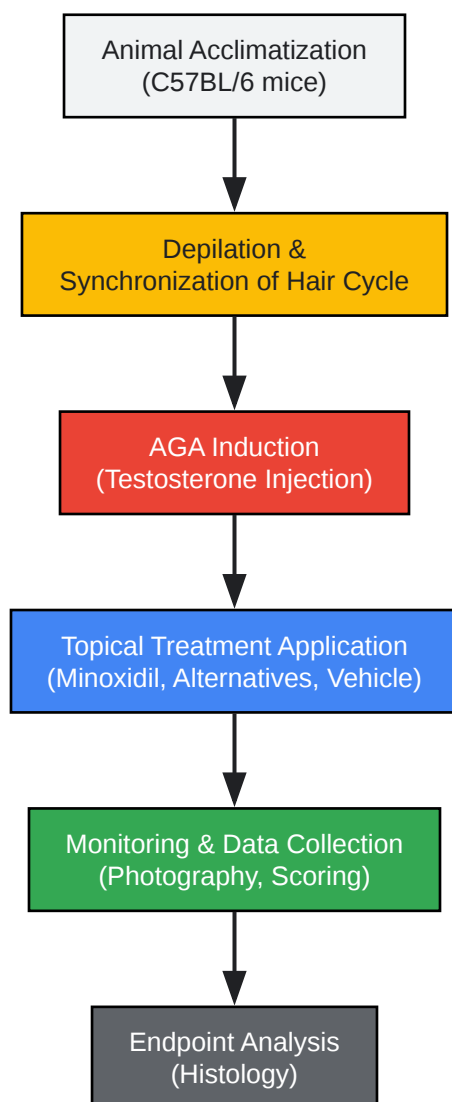 Animal Acclimatization
(C57BL/6 mice)
Depilation &
Synchronization of Hair Cycle
AGA Induction
(Testosterone Injection)
Topical Treatment Application
(Minoxidil, Alternatives, Vehicle)
Monitoring & Data Collection
(Photography, Scoring)
Endpoint Analysis
(Histology)